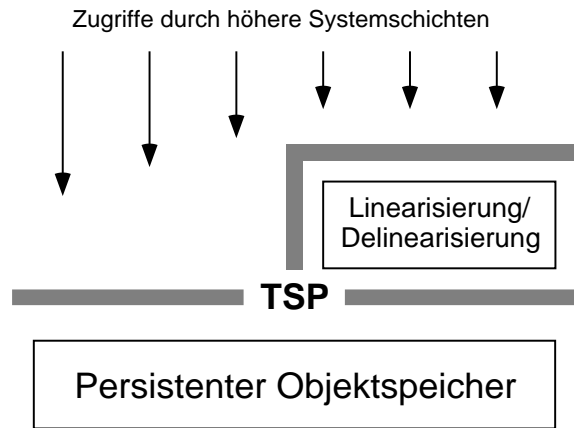 Zugriffe durch höhere Systemschichten
Linearisierung/
Delinearisierung
TSP
Persistenter Objektspeicher